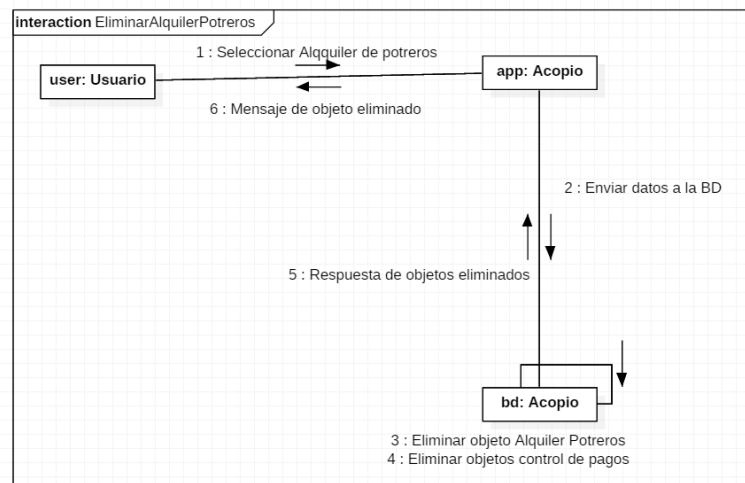 interaction EliminarAlquilerPotreros
1 : Seleccionar Alqquiler de potreros
user: Usuario
app: Acopio
6 : Mensaje de objeto eliminado
2 : Enviar datos a la BD
5 : Respuesta de objetos eliminados
bd: Acopio
3 : Eliminar objeto Alquiler Potreros
4 : Eliminar objetos control de pagos